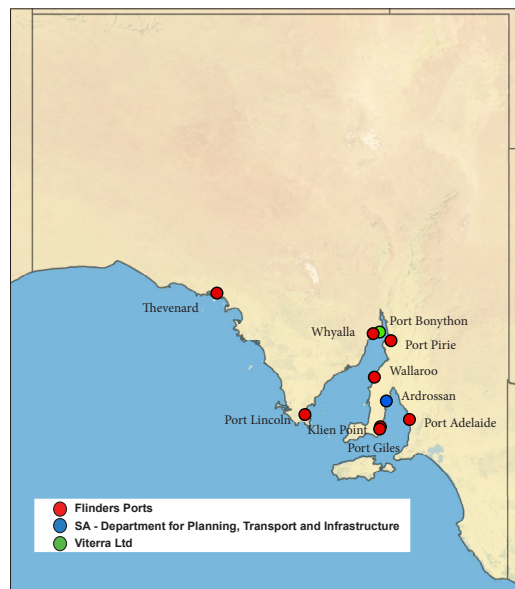 Thevenard
Port Bonython
Whyalla
Port Pirie
Wallaroo
Ardrossan
Port Lincoln
Klien Point
Port Adelaide
Port Giles
Flinders Ports
SA - Department for Planning, Transport and Infrastructure
Viterra Ltd